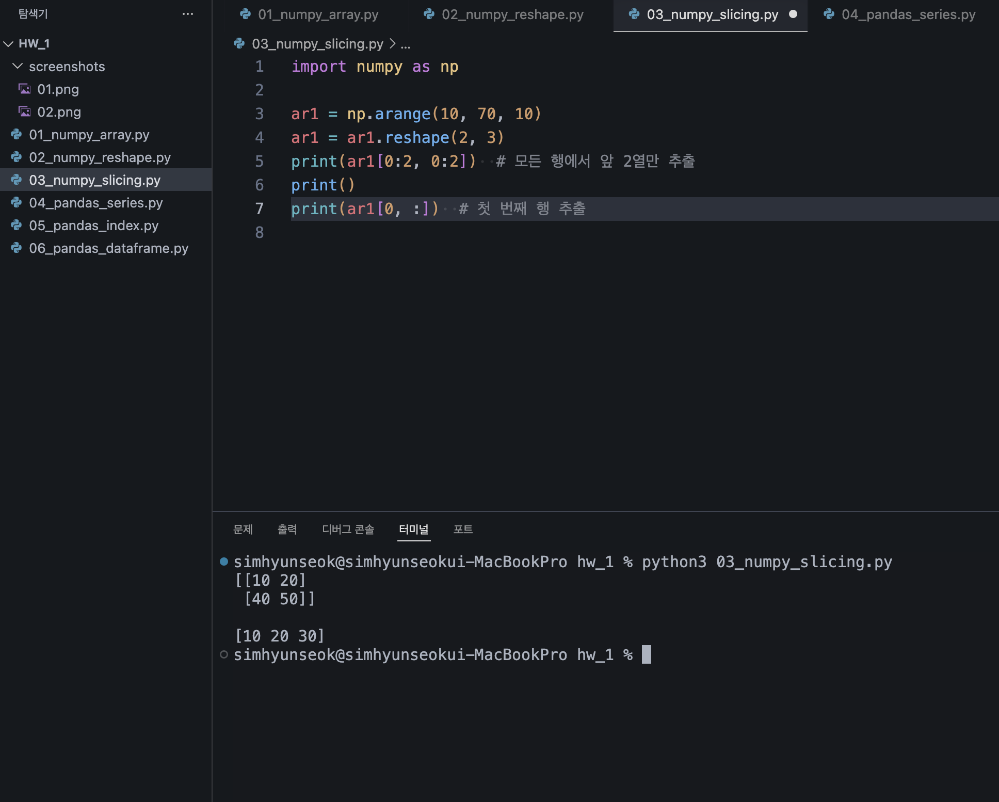 탐색기 ...
HW_1
screenshots
01.png
02.png
01_numpy_array.py
02_numpy_reshape.py
03_numpy_slicing.py
04_pandas_series.py
05_pandas_index.py
06_pandas_dataframe.py
01_numpy_array.py 02_numpy_reshape.py 03_numpy_slicing.py 04_pandas_series.py
03_numpy_slicing.py > ...
1 import numpy as np
2
3 ar1 = np.arange(10, 70, 10)
4 ar1 = ar1.reshape(2, 3)
5 print(ar1[0:2, 0:2])  # 모든 행에서 앞 2열만 추출
6 print()
7 print(ar1[0, :])  # 첫 번째 행 추출
8
문제 출력 디버그 콘솔 터미널 포트
simhyunseok@simhyunseokui-MacBookPro hw_1 % python3 03_numpy_slicing.py
[[10 20]
 [40 50]]
[10 20 30]
simhyunseok@simhyunseokui-MacBookPro hw_1 %